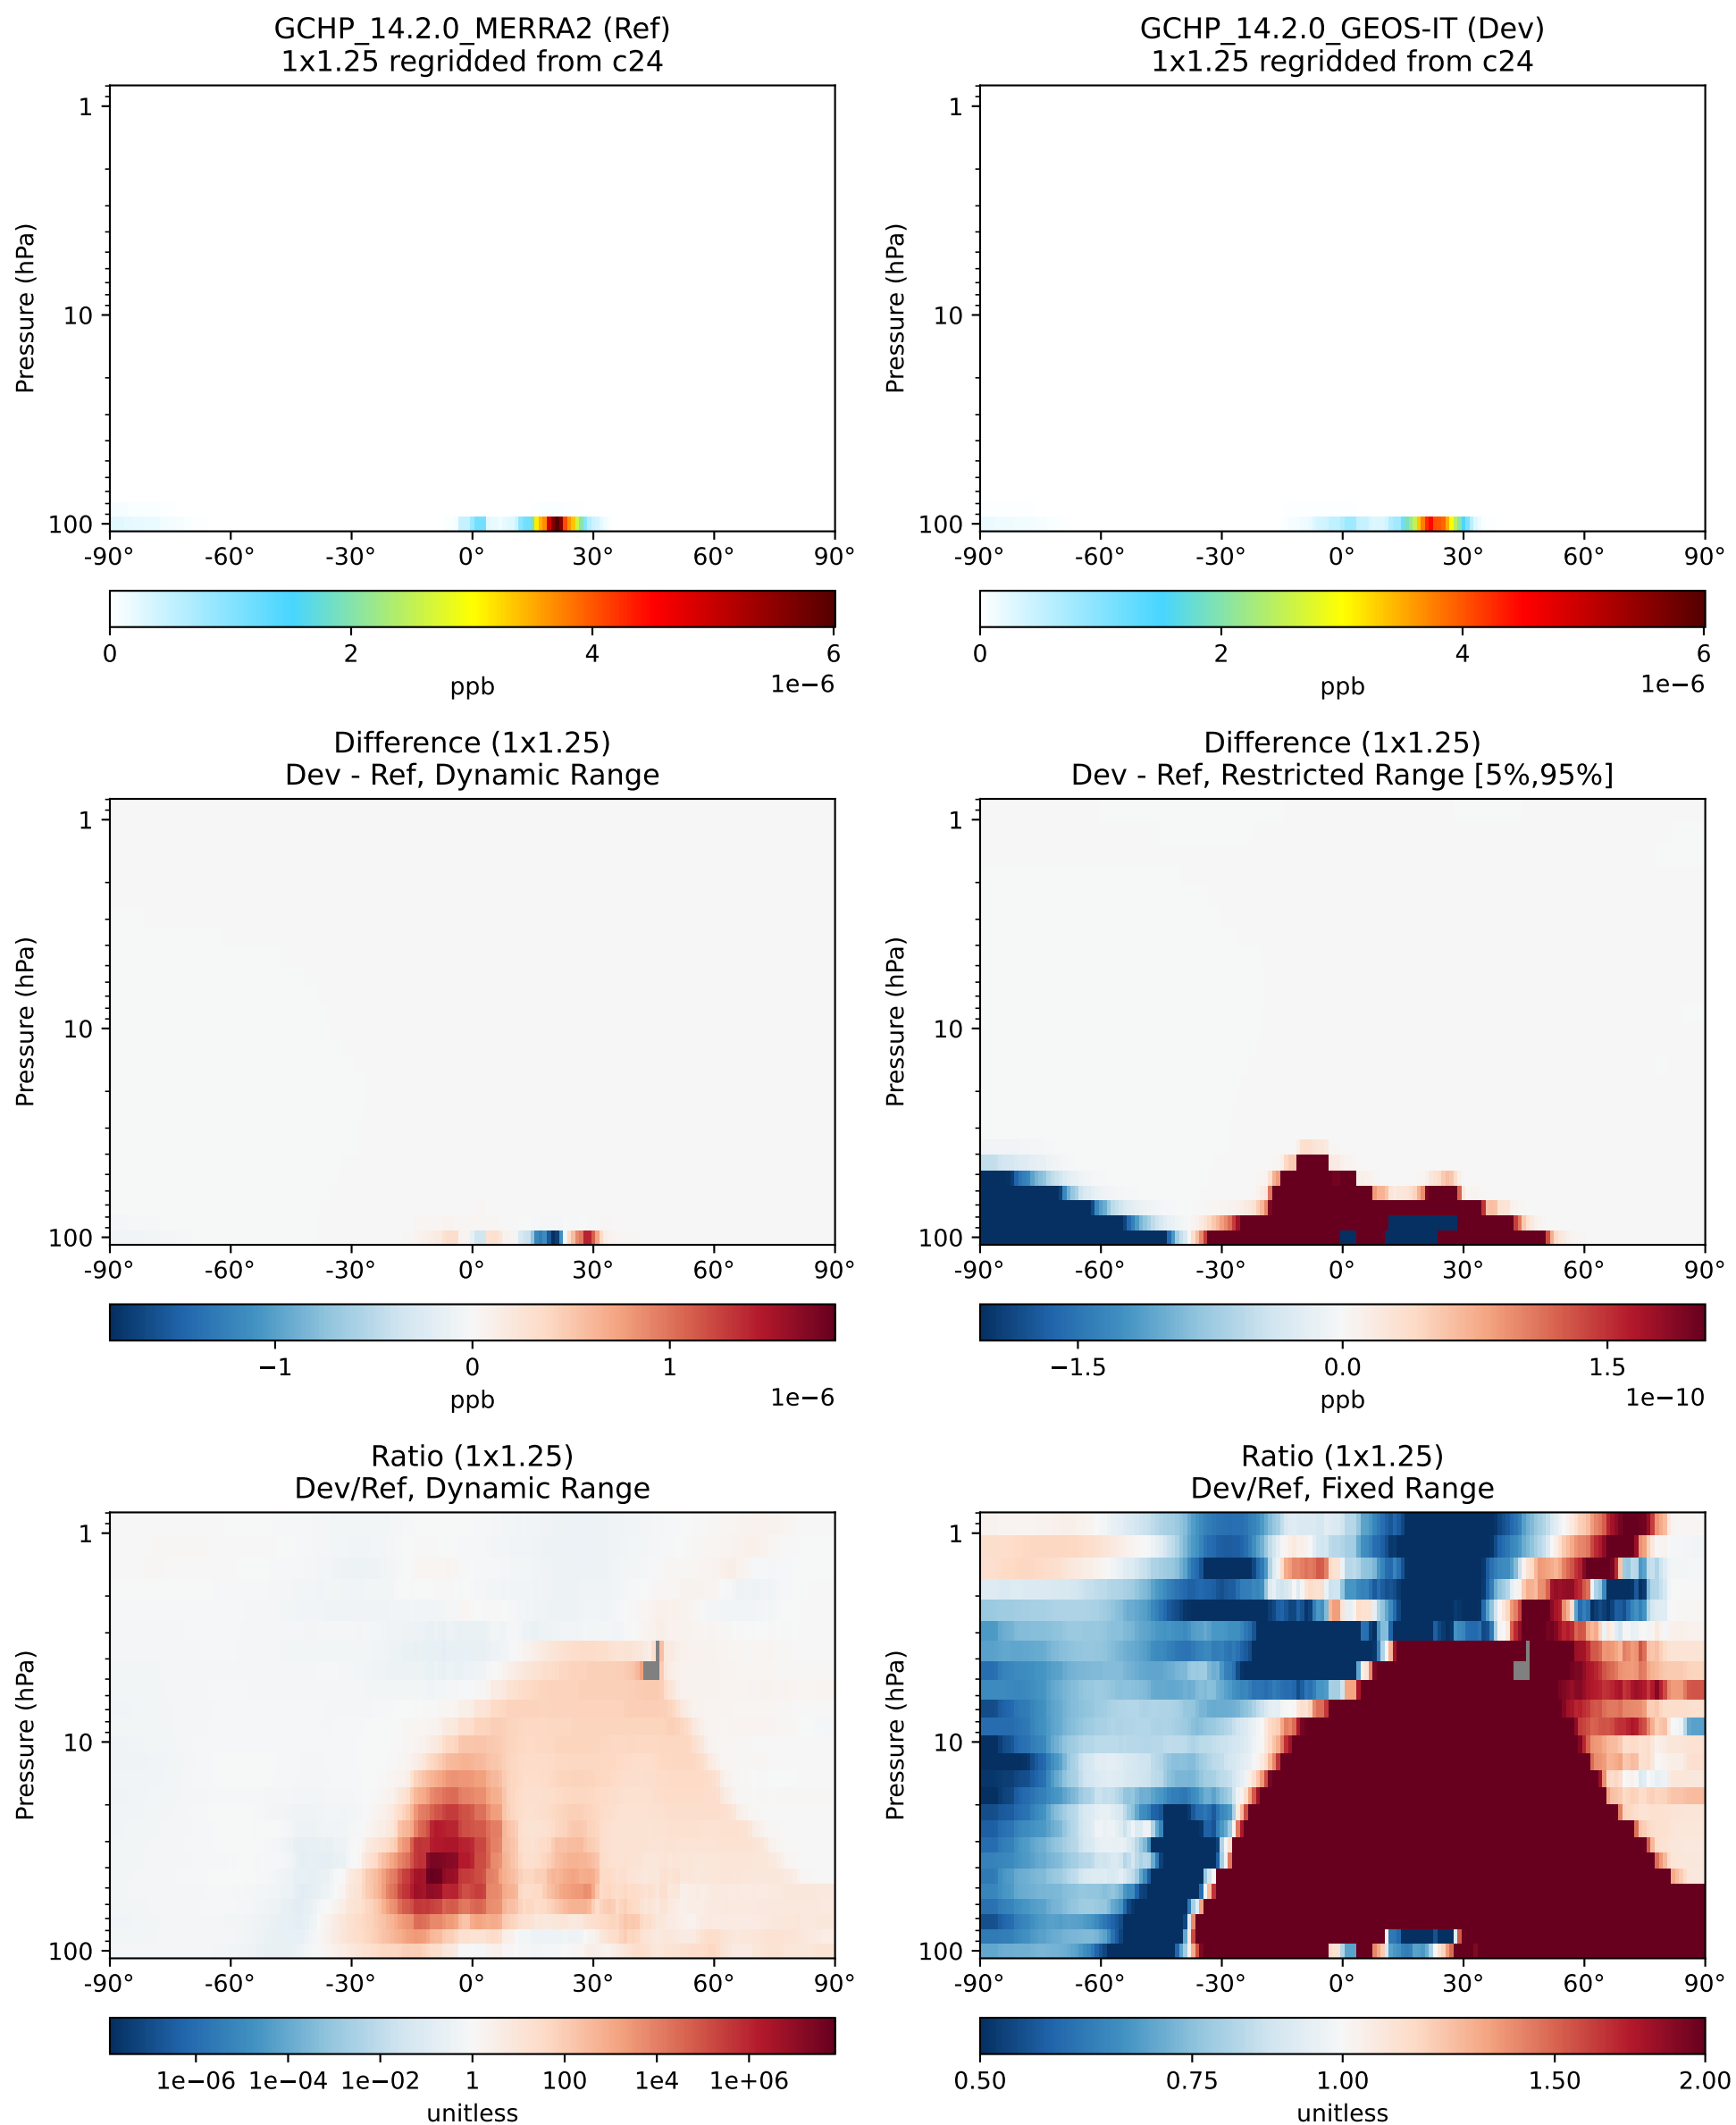 GCHP_14.2.0_MERRA2 (Ref)
1x1.25 regridded from c24
Pressure (hPa)
1
10
100
-90° -60° -30° 0° 30° 60° 90°
0 2 4 6
1e−6
ppb
GCHP_14.2.0_GEOS-IT (Dev)
1x1.25 regridded from c24
Pressure (hPa)
1
10
100
-90° -60° -30° 0° 30° 60° 90°
0 2 4 6
1e−6
ppb
Difference (1x1.25)
Dev - Ref, Dynamic Range
Pressure (hPa)
1
10
100
-90° -60° -30° 0° 30° 60° 90°
−1 0 1
1e−6
ppb
Difference (1x1.25)
Dev - Ref, Restricted Range [5%,95%]
Pressure (hPa)
1
10
100
-90° -60° -30° 0° 30° 60° 90°
−1.5 0.0 1.5
1e−10
ppb
Ratio (1x1.25)
Dev/Ref, Dynamic Range
Pressure (hPa)
1
10
100
-90° -60° -30° 0° 30° 60° 90°
1e−06 1e−04 1e−02 1 100 1e+4 1e+06
unitless
Ratio (1x1.25)
Dev/Ref, Fixed Range
Pressure (hPa)
1
10
100
-90° -60° -30° 0° 30° 60° 90°
0.50 0.75 1.00 1.50 2.00
unitless